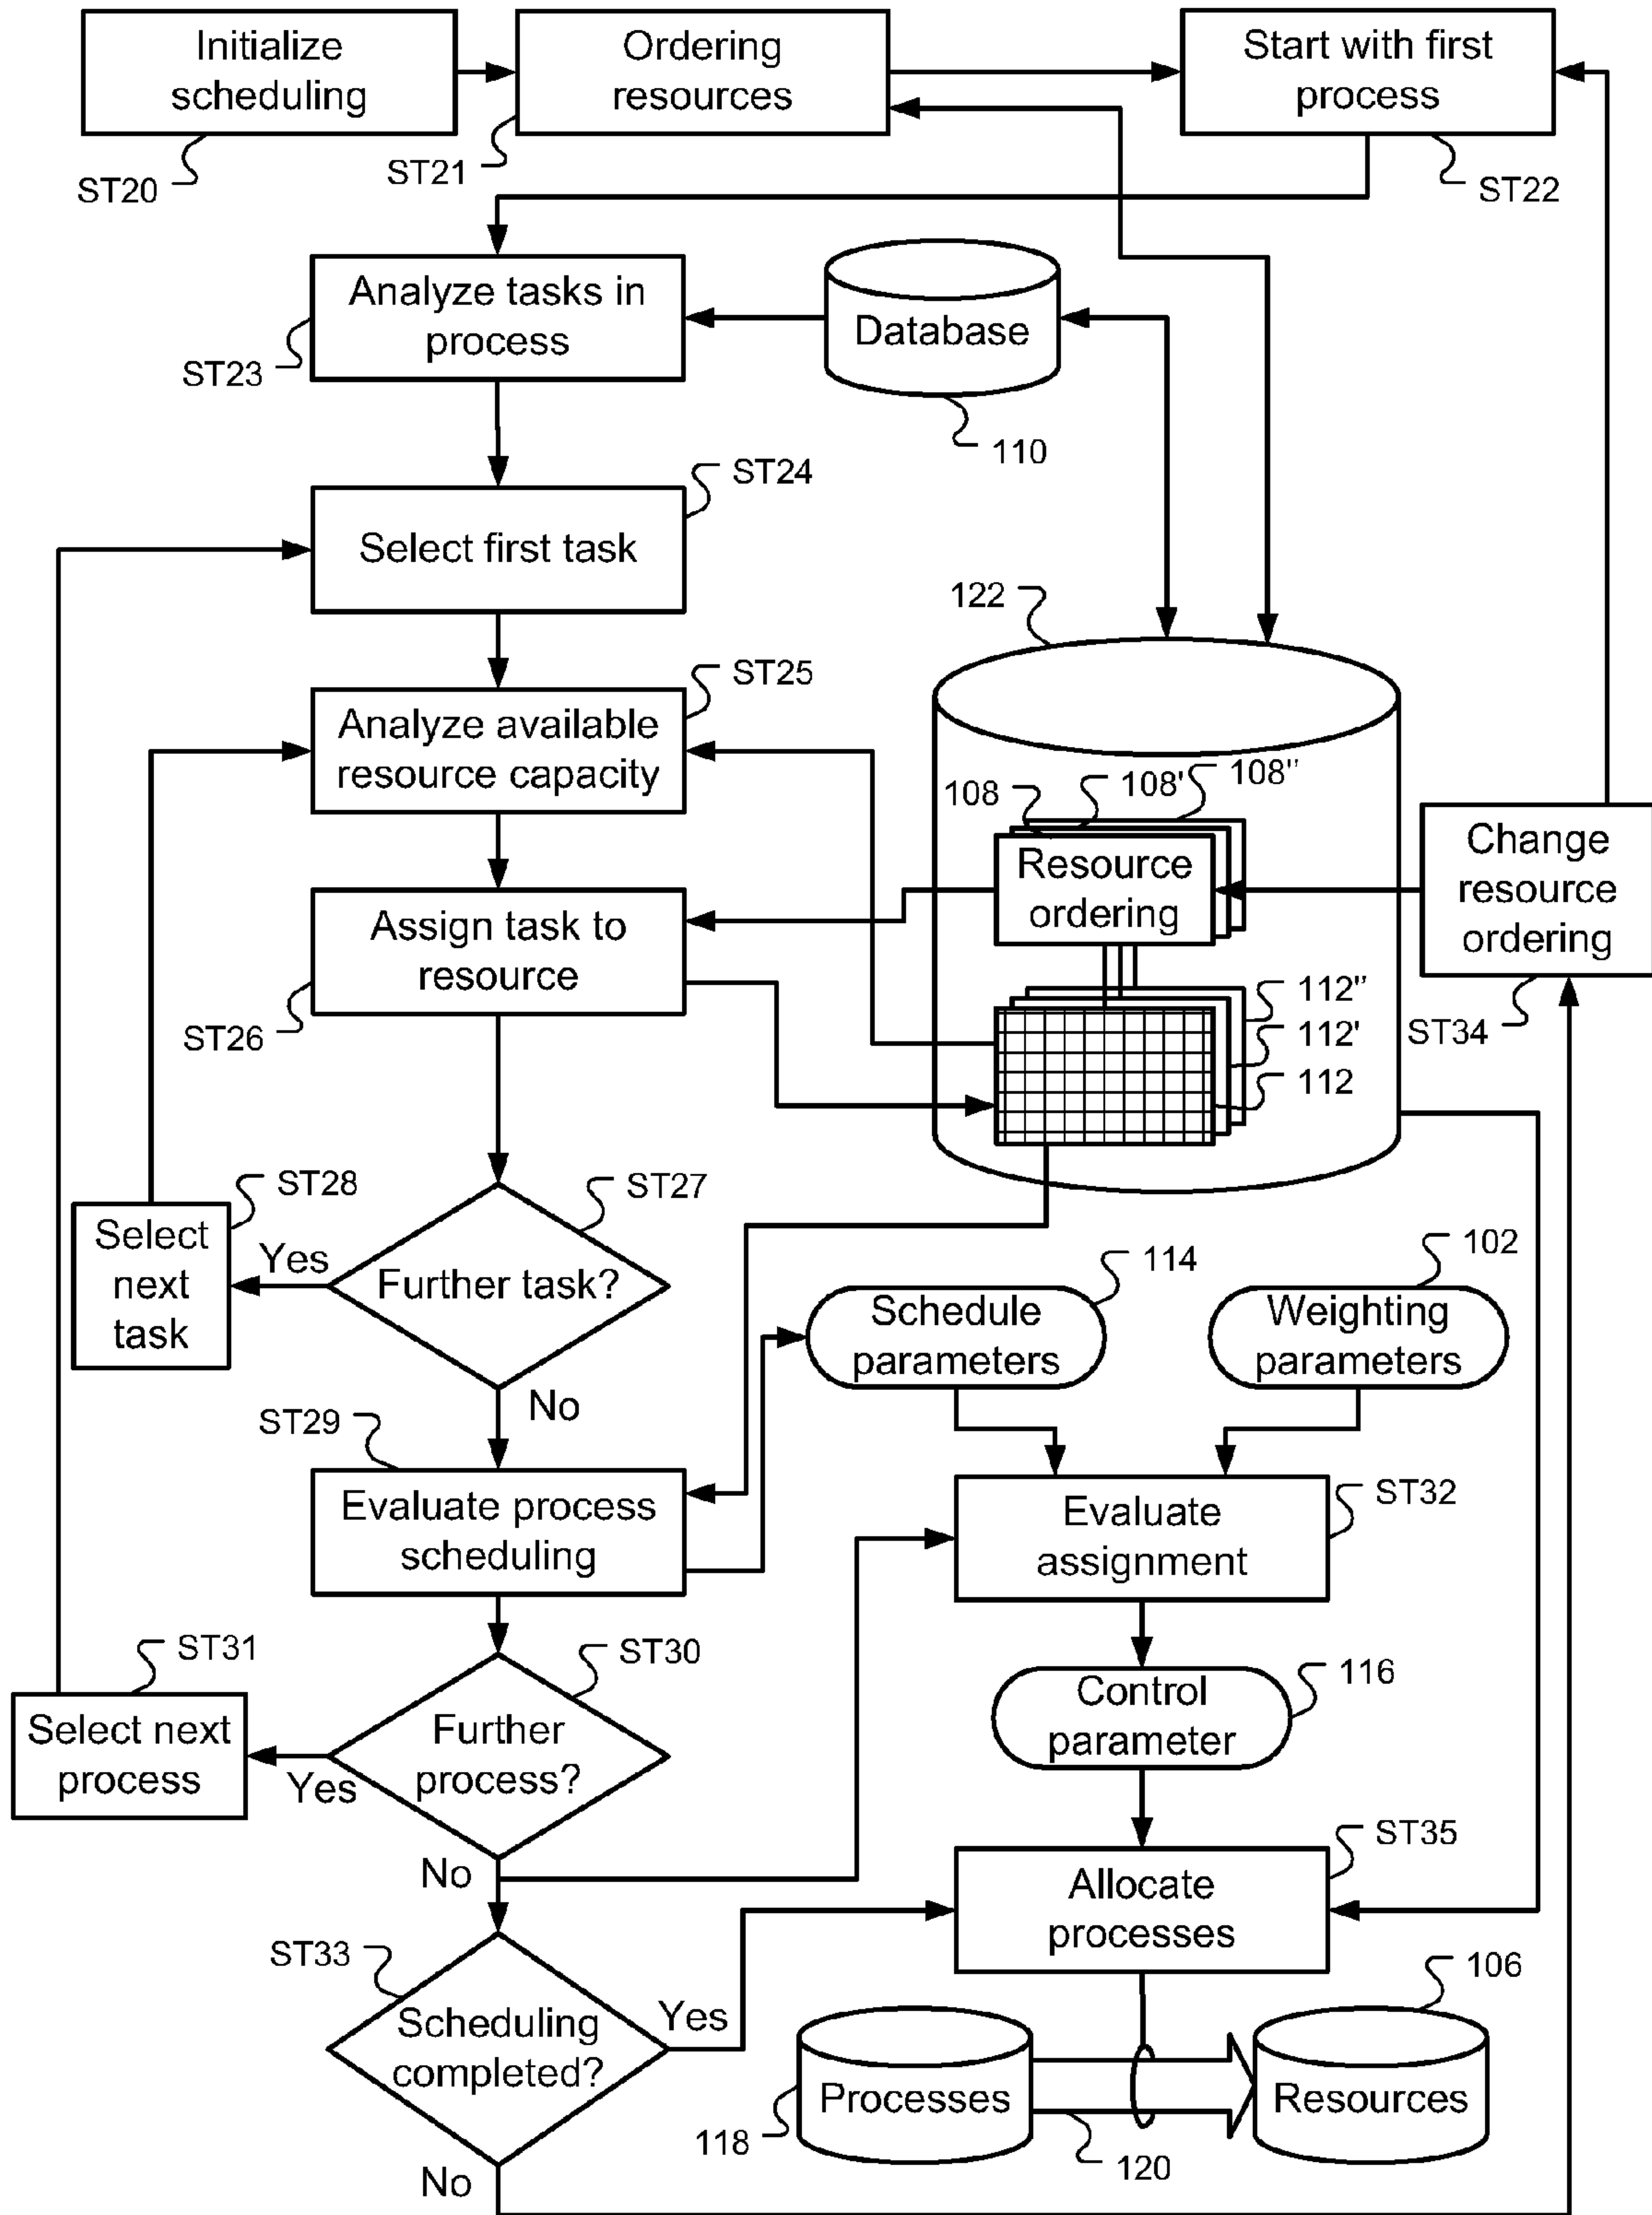 Initialize
scheduling
Ordering
resources
Start with first
process
ST20
ST21
ST22
Analyze tasks in
process
Database
ST23
110
ST24
Select first task
122
ST25
Analyze available
resource capacity
108
108'
108"
Resource
ordering
Change
resource
ordering
Assign task to
resource
ST26
112"
112'
112
ST34
ST28
ST27
Select
next
task
Yes
Further task?
No
114
102
Schedule
parameters
Weighting
parameters
ST29
Evaluate process
scheduling
Evaluate
assignment
ST32
ST31
ST30
Select next
process
Yes
Further
process?
No
Control
parameter
116
ST35
Allocate
processes
ST33
Scheduling
completed?
Yes
No
106
Processes
Resources
118
120